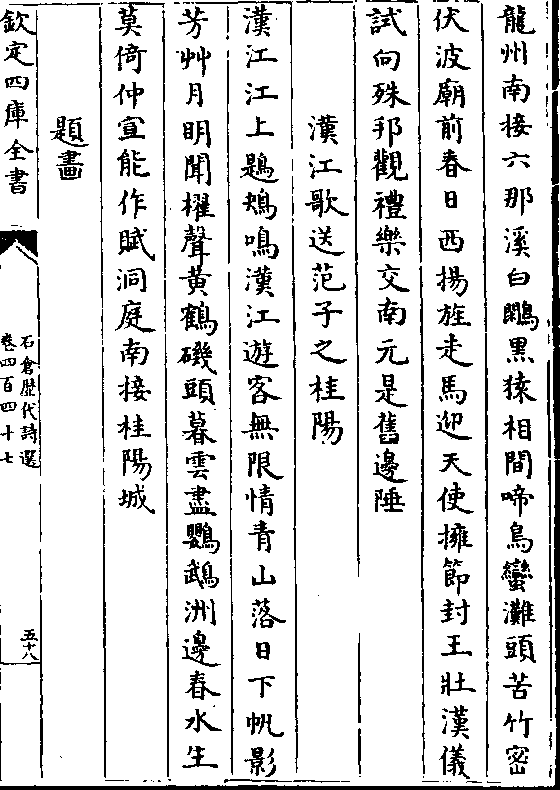 龍州南接六那溪白鷴黑猿相間啼烏蠻灘頭苦竹密
伏波廟前春日西揚旌走馬迎天使擁節封王壯漢儀
試向殊邦觀禮樂交南元是舊邊陲
漢江歌送范子之桂陽
漢江江上鶗鴂鳴漢江遊客無限情青山落日下帆影
芳艸月明聞櫂聲黃鶴磯頭暮雲盡鸚鵡洲邊春水生
莫倚仲宣能作賦洞庭南接桂陽城
題畫
欽定四庫全書
石倉歷代詩選
卷四百四十七
五十八